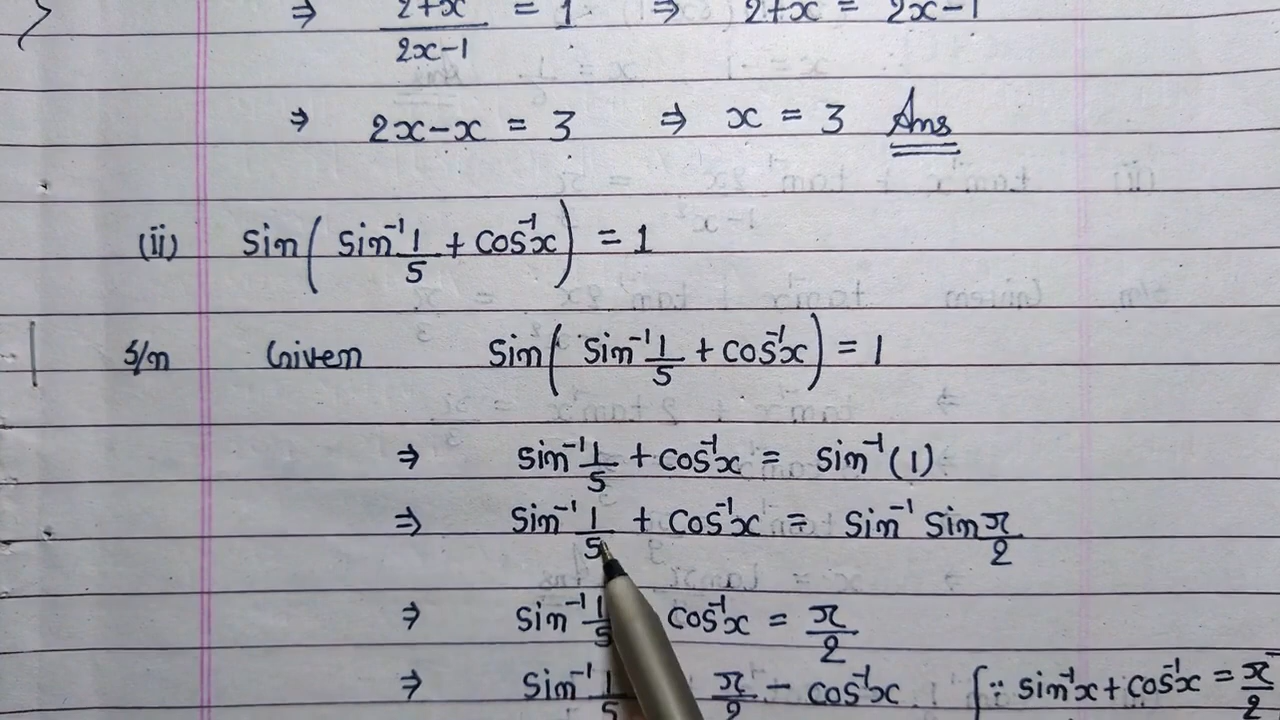 ⇒ 2+x/2x-1 = 1 ⇒ 2+x = 2x-1
⇒ 2x-x = 3 ⇒ x = 3 Ans
(ii) Sin( Sin⁻¹ 1/5 + Cos⁻¹x ) = 1
S/n Given Sin( Sin⁻¹ 1/5 + Cos⁻¹x ) = 1
⇒ Sin⁻¹ 1/5 + Cos⁻¹x = Sin⁻¹(1)
⇒ Sin⁻¹ 1/5 + Cos⁻¹x = Sin⁻¹ Sin π/2
⇒ Sin⁻¹ 1/5 Cos⁻¹x = π/2
⇒ Sin⁻¹ 1/5 π/2 - Cos⁻¹x [∵ Sin⁻¹x + Cos⁻¹x = π/2